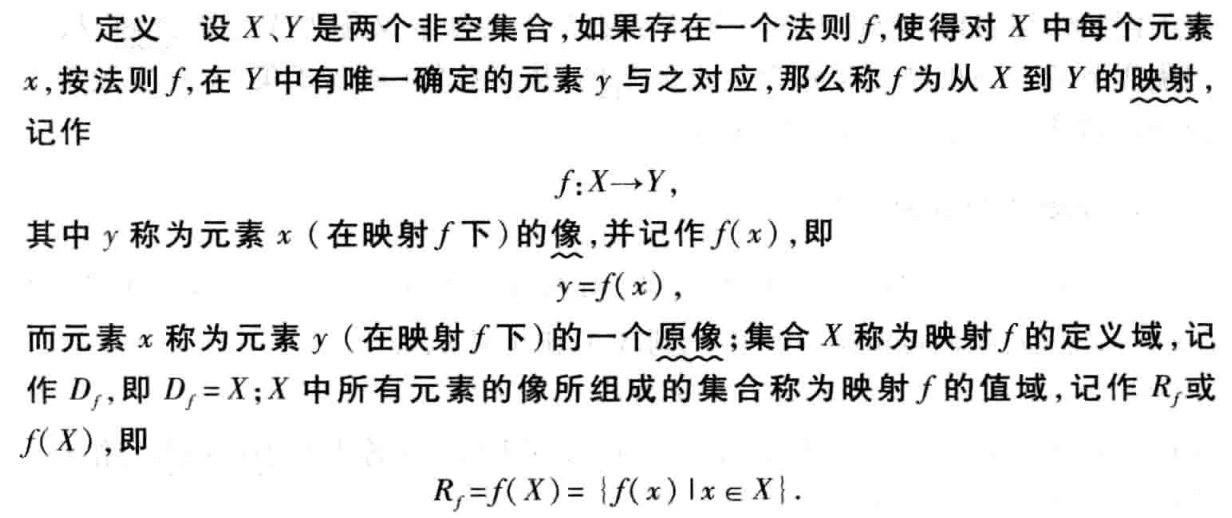 定义 设 X、Y 是两个非空集合,如果存在一个法则 f,使得对 X 中每个元素
x,按法则 f,在 Y 中有唯一确定的元素 y 与之对应,那么称 f 为从 X 到 Y 的映射,
记作
f:X→Y,
其中 y 称为元素 x (在映射 f 下)的像,并记作 f(x),即
y=f(x),
而元素 x 称为元素 y (在映射 f 下)的一个原像;集合 X 称为映射 f 的定义域,记
作 D_f,即 D_f=X;X 中所有元素的像所组成的集合称为映射 f 的值域,记作 R_f或
f(X),即
R_f=f(X)={f(x)|x∈X}.